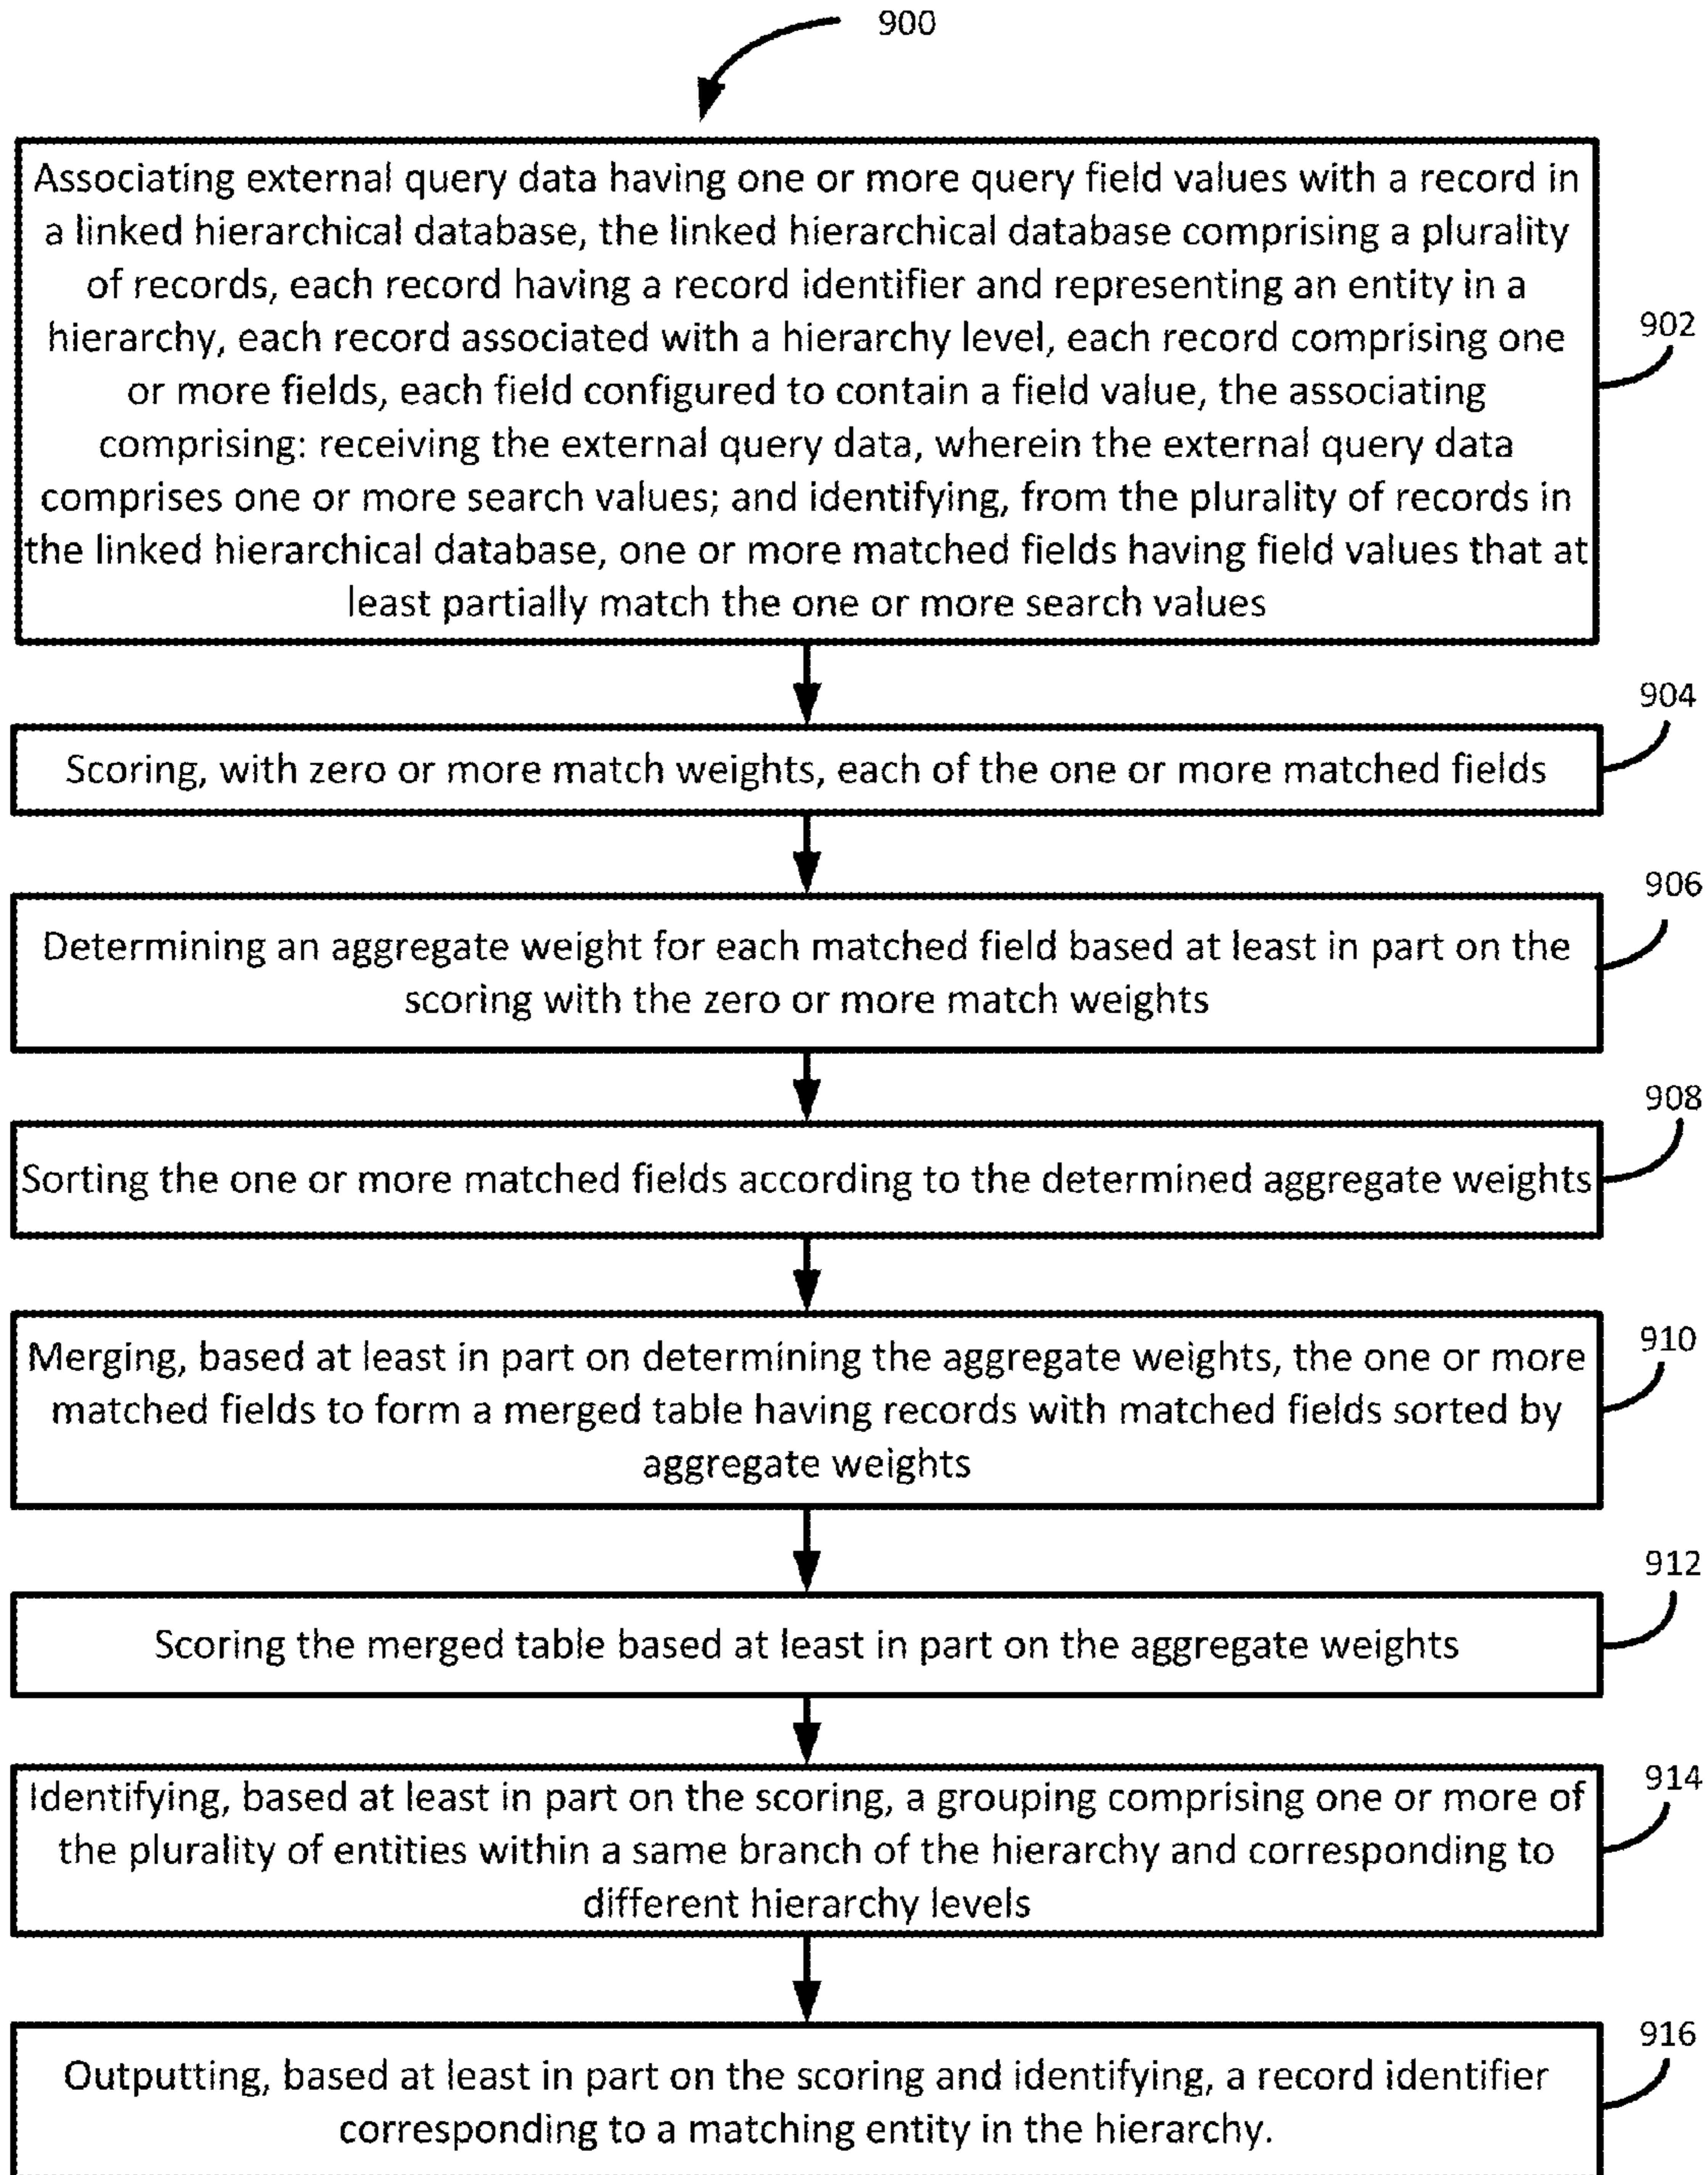 900
Associating external query data having one or more query field values with a record in
a linked hierarchical database, the linked hierarchical database comprising a plurality
of records, each record having a record identifier and representing an entity in a
hierarchy, each record associated with a hierarchy level, each record comprising one
or more fields, each field configured to contain a field value, the associating
comprising: receiving the external query data, wherein the external query data
comprises one or more search values; and identifying, from the plurality of records in
the linked hierarchical database, one or more matched fields having field values that at
least partially match the one or more search values
902
904
Scoring, with zero or more match weights, each of the one or more matched fields
906
Determining an aggregate weight for each matched field based at least in part on the
scoring with the zero or more match weights
908
Sorting the one or more matched fields according to the determined aggregate weights
910
Merging, based at least in part on determining the aggregate weights, the one or more
matched fields to form a merged table having records with matched fields sorted by
aggregate weights
912
Scoring the merged table based at least in part on the aggregate weights
914
Identifying, based at least in part on the scoring, a grouping comprising one or more of
the plurality of entities within a same branch of the hierarchy and corresponding to
different hierarchy levels
916
Outputting, based at least in part on the scoring and identifying, a record identifier
corresponding to a matching entity in the hierarchy.